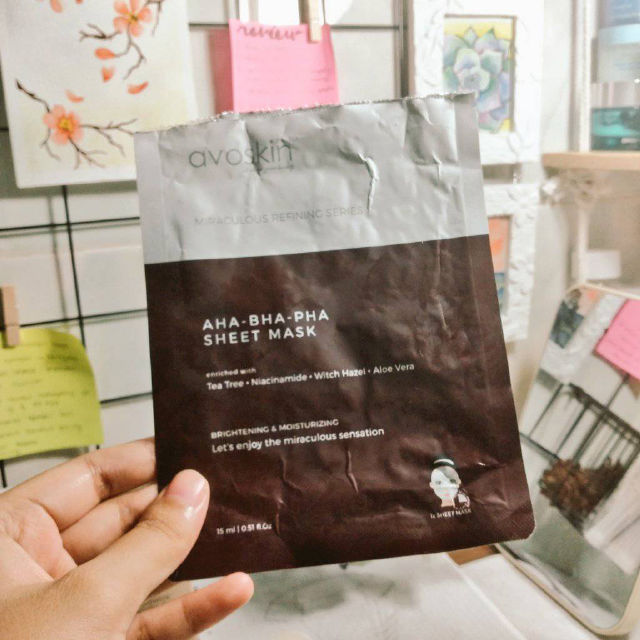 avoskin
MIRACULOUS REFINING SERIES
AHA-BHA-PHA
SHEET MASK
enriched with
Tea Tree • Niacinamide • Witch Hazel • Aloe Vera
BRIGHTENING & MOISTURIZING
Let's enjoy the miraculous sensation
15 ml | 0.51 fl.oz